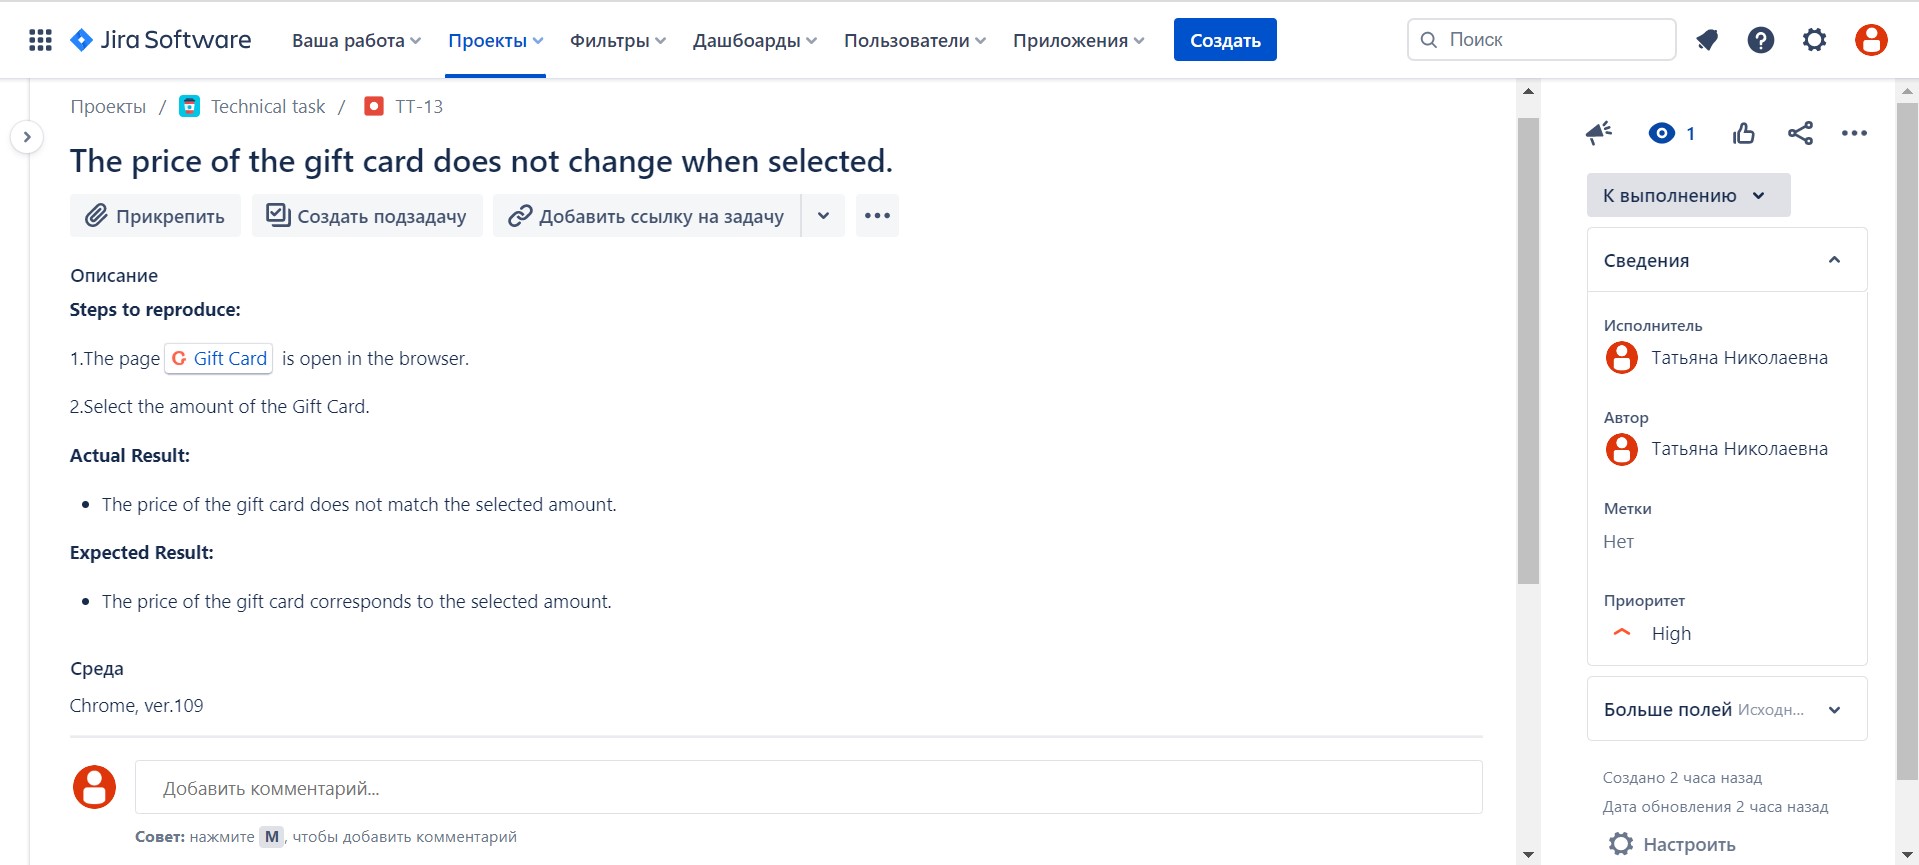 Jira Software Ваша работа Проекты Фильтры Дашбоарды Пользователи Приложения Создать Поиск
Проекты / Technical task / TT-13
1
The price of the gift card does not change when selected.
К выполнению
Прикрепить Создать подзадачу Добавить ссылку на задачу
Описание
Steps to reproduce:
1.The page Gift Card is open in the browser.
2.Select the amount of the Gift Card.
Actual Result:
The price of the gift card does not match the selected amount.
Expected Result:
The price of the gift card corresponds to the selected amount.
Среда
Chrome, ver.109
Добавить комментарий...
Совет: нажмите M, чтобы добавить комментарий
Сведения
Исполнитель
Татьяна Николаевна
Автор
Татьяна Николаевна
Метки
Нет
Приоритет
High
Больше полей Исходн...
Создано 2 часа назад
Дата обновления 2 часа назад
Настроить